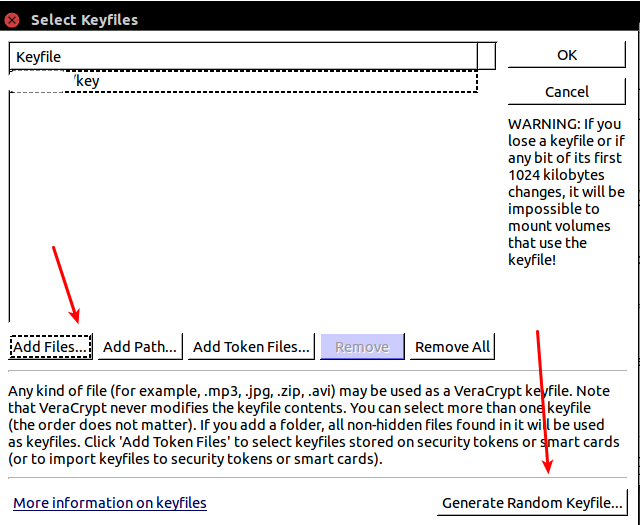 Select Keyfiles
Keyfile
/key
OK
Cancel
WARNING: If you
lose a keyfile or if
any bit of its first
1024 kilobytes
changes, it will be
impossible to
mount volumes
that use the
keyfile!
Add Files... Add Path... Add Token Files... Remove Remove All
Any kind of file (for example, .mp3, .jpg, .zip, .avi) may be used as a VeraCrypt keyfile. Note
that VeraCrypt never modifies the keyfile contents. You can select more than one keyfile
(the order does not matter). If you add a folder, all non-hidden files found in it will be used
as keyfiles. Click 'Add Token Files' to select keyfiles stored on security tokens or smart cards
(or to import keyfiles to security tokens or smart cards).
More information on keyfiles
Generate Random Keyfile...